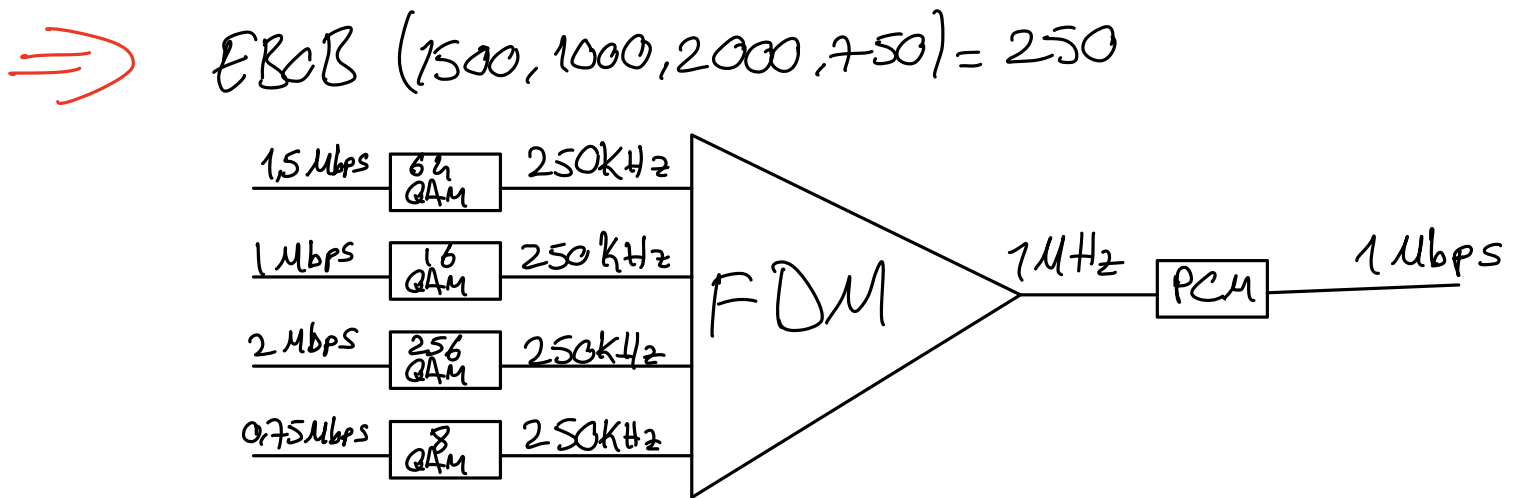 EBOB (1500, 1000, 2000, 750) = 250
1,5 Mbps 64 QAM 250KHz
1 Mbps 16 QAM 250 KHz
FDM 1MHz PCM 1 Mbps
2 Mbps 256 QAM 250KHz
0,75Mbps 8 QAM 250KHz